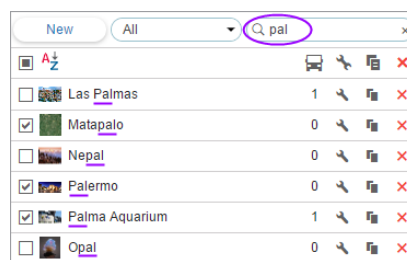 New All pal ×
A Z
Las Palmas 1
Matapalo 0
Nepal 0
Palermo 0
Palma Aquarium 1
Opal 0